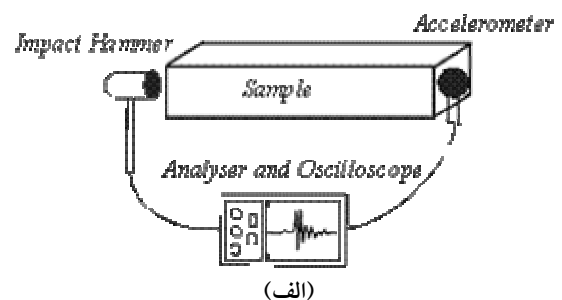 Accelerometer
Impact Hammer
Sample
Analyser and Oscilloscope
(الف)